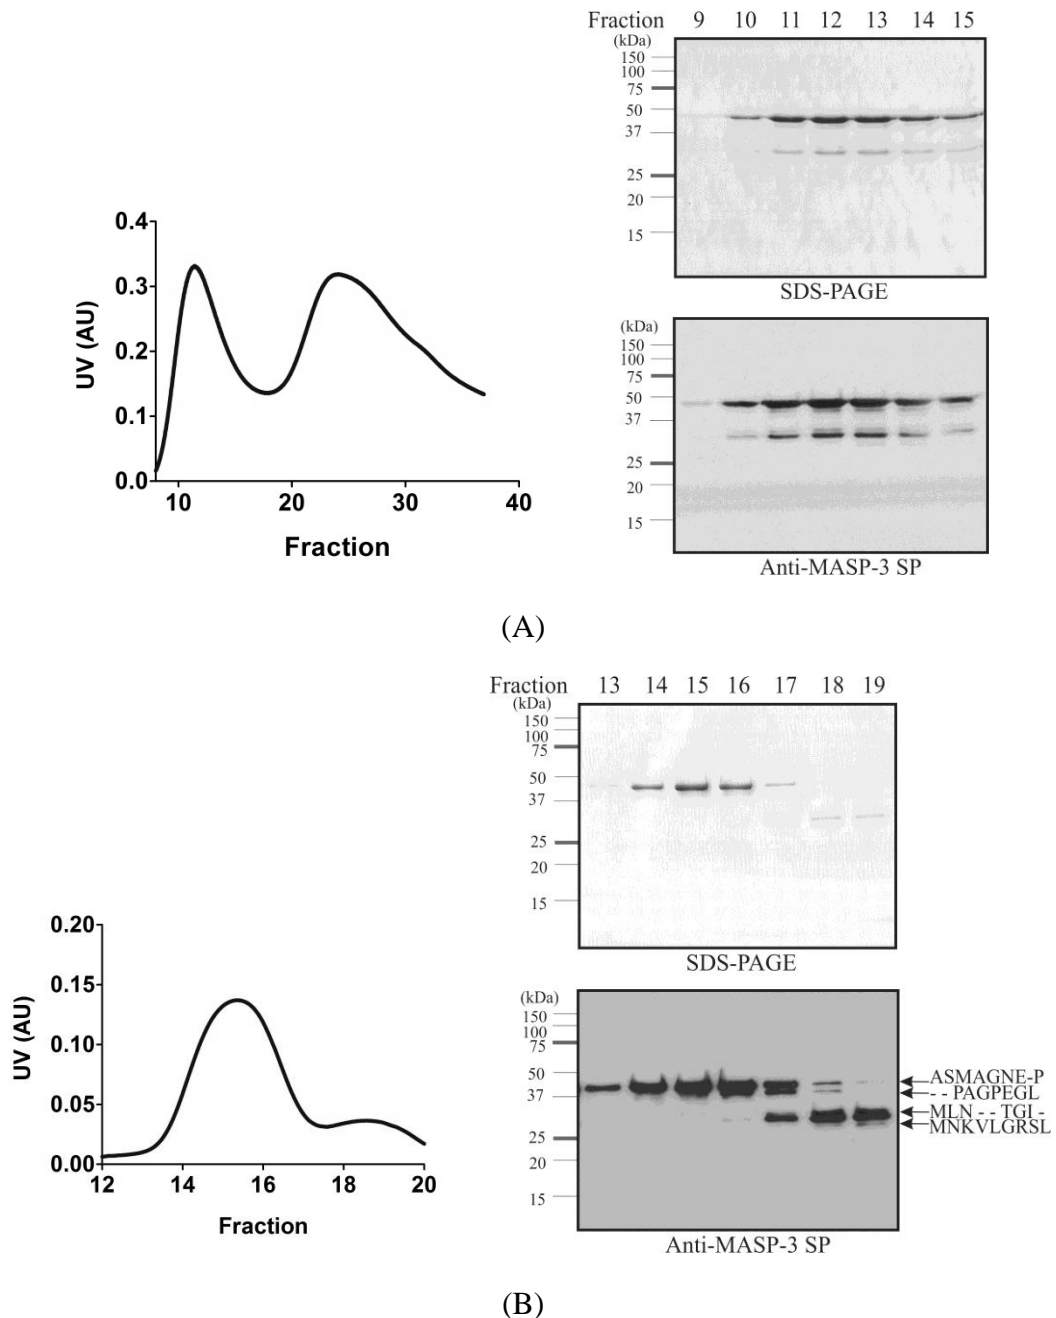 Fraction 9 10 11 12 13 14 15
(kDa)
150
100
75
50
37
25
20
15
SDS-PAGE
(kDa)
150
100
75
50
37
25
20
15
Anti-MASP-3 SP
0.4
0.3
0.2
0.1
0.0
UV (AU)
10 20 30 40
Fraction
(A)
Fraction 13 14 15 16 17 18 19
(kDa)
150
100
75
50
37
25
20
15
SDS-PAGE
(kDa)
150
100
75
50
37
25
20
15
ASMAGNE-P
- - PAGPEGL
MLN - - TGI -
MNKVLGRSL
Anti-MASP-3 SP
0.20
0.15
0.10
0.05
0.00
UV (AU)
12 14 16 18 20
Fraction
(B)